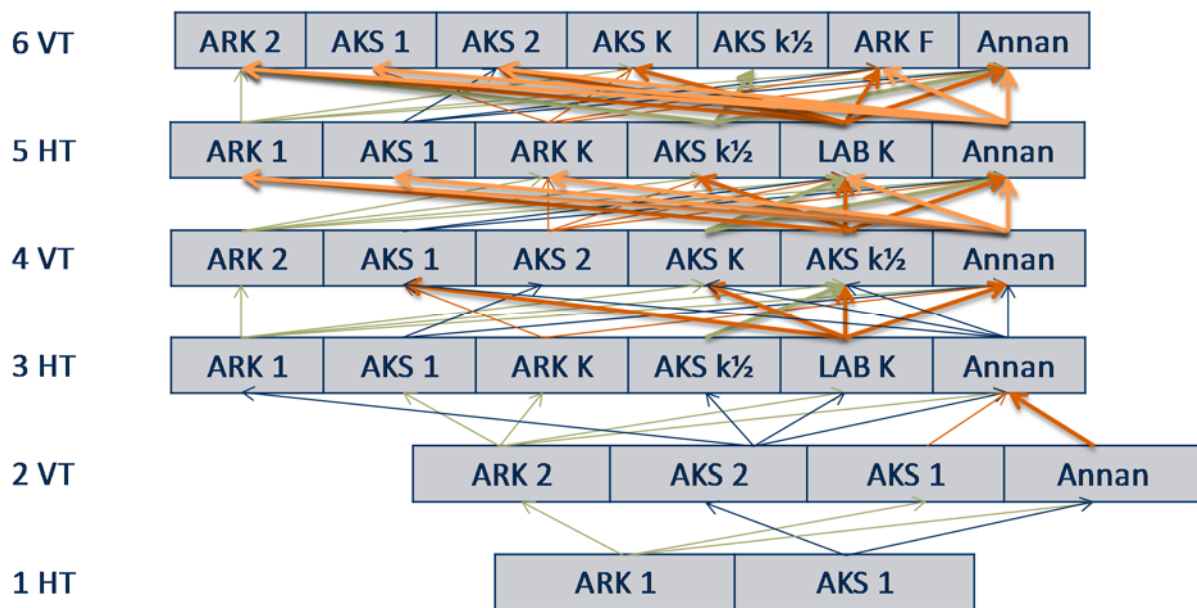 6 VT ARK 2 AKS 1 AKS 2 AKS K AKS k½ ARK F Annan
5 HT ARK 1 AKS 1 ARK K AKS k½ LAB K Annan
4 VT ARK 2 AKS 1 AKS 2 AKS K AKS k½ Annan
3 HT ARK 1 AKS 1 ARK K AKS k½ LAB K Annan
2 VT ARK 2 AKS 2 AKS 1 Annan
1 HT ARK 1 AKS 1